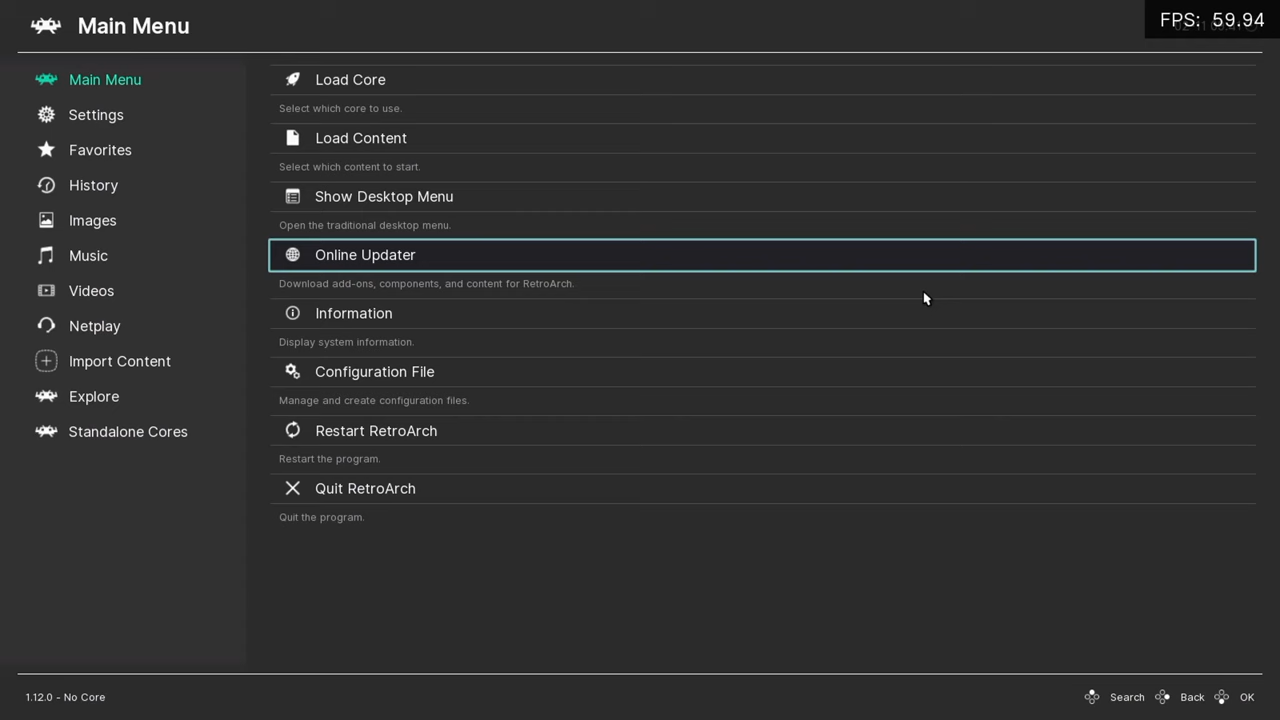 Main Menu
FPS: 59.94
Main Menu
Settings
Favorites
History
Images
Music
Videos
Netplay
Import Content
Explore
Standalone Cores
Load Core
Select which core to use.
Load Content
Select which content to start.
Show Desktop Menu
Open the traditional desktop menu.
Online Updater
Download add-ons, components, and content for RetroArch.
Information
Display system information.
Configuration File
Manage and create configuration files.
Restart RetroArch
Restart the program.
Quit RetroArch
Quit the program.
1.12.0 - No Core
Search Back OK